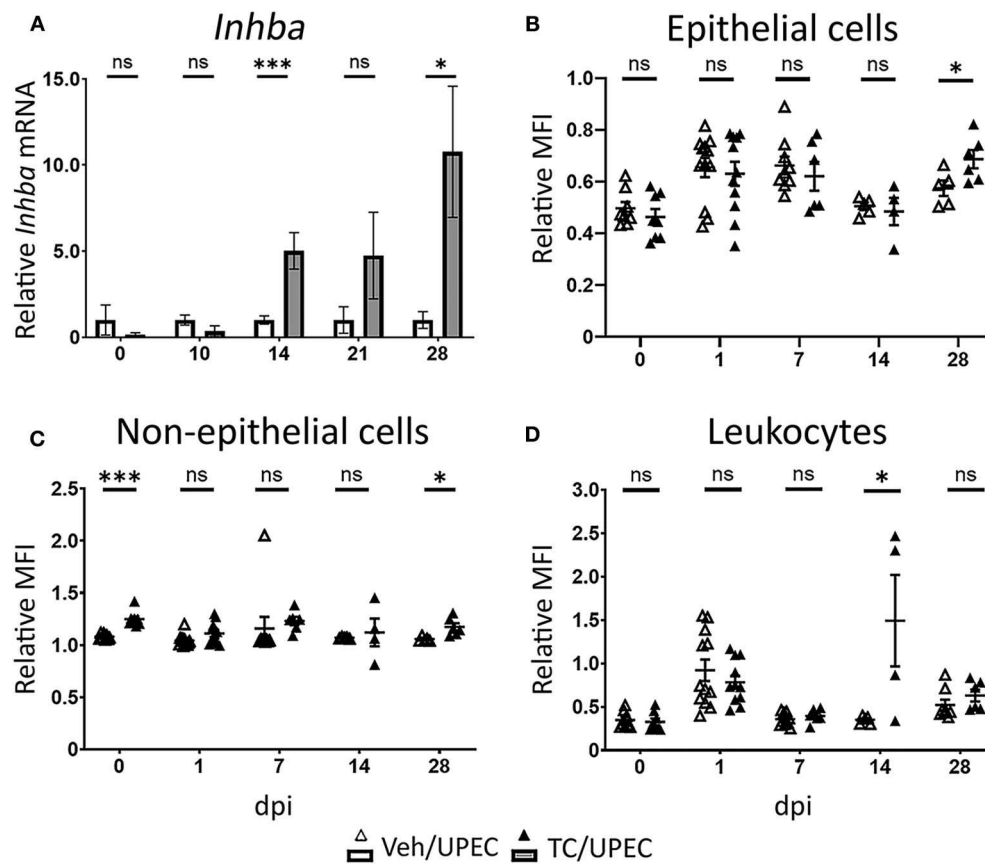 A
Inhba
ns
ns
***
ns
*
Relative Inhba mRNA
15.0
10.0
5.0
0
0
10
14
21
28
B
Epithelial cells
ns
ns
ns
ns
*
Relative MFI
1.0
0.8
0.6
0.4
0.2
0
0
1
7
14
28
C
Non-epithelial cells
***
ns
ns
ns
*
Relative MFI
2.5
2.0
1.5
1.0
0.5
0
0
1
7
14
28
dpi
D
Leukocytes
ns
ns
ns
*
ns
Relative MFI
3.0
2.5
2.0
1.5
1.0
0.5
0
0
1
7
14
28
dpi
Veh/UPEC
TC/UPEC